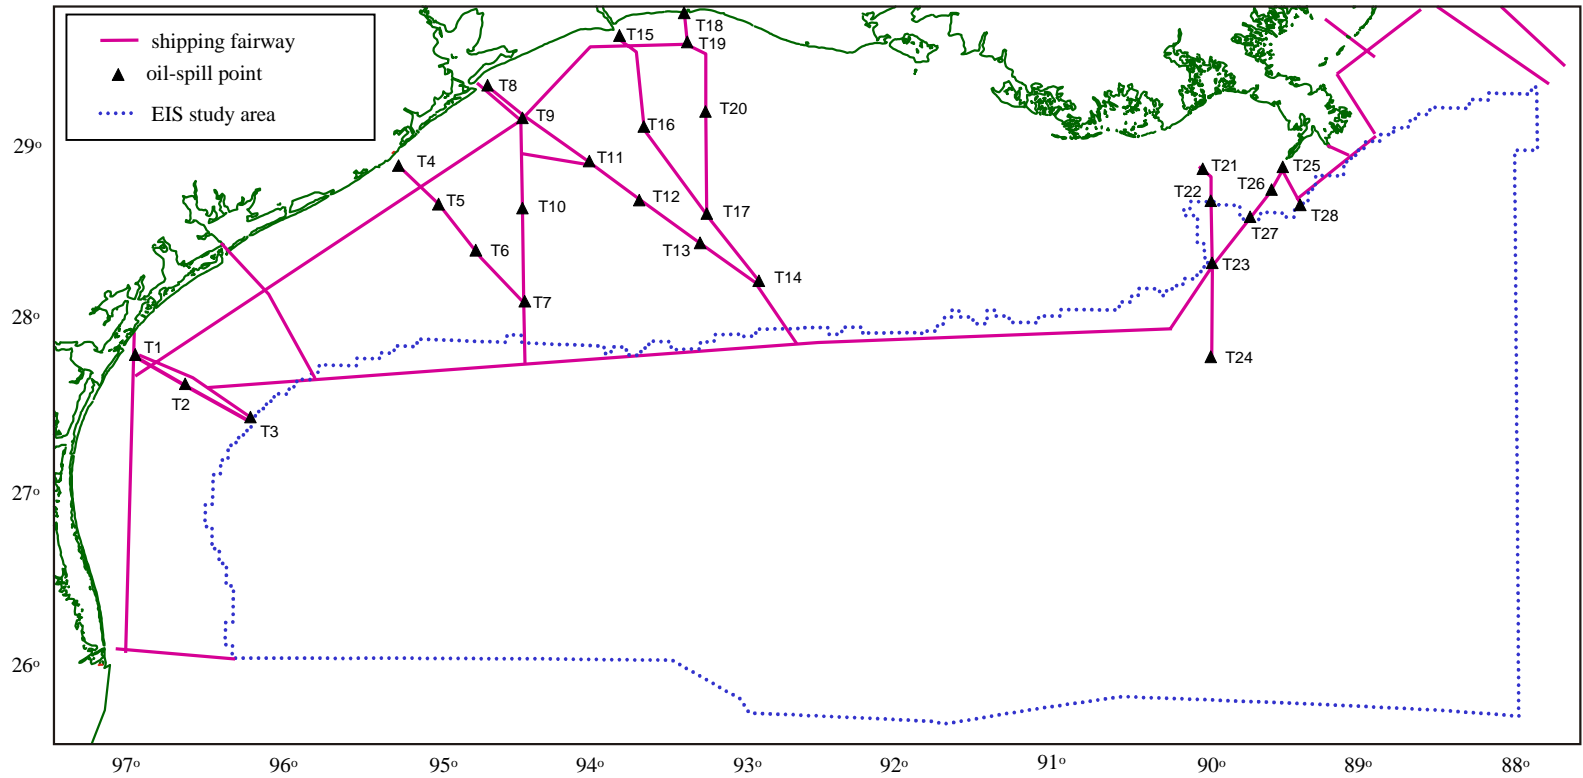 shipping fairway
oil-spill point
EIS study area
T18
T15
T19
T8
T9
T20
T16
T4
T11
T21
T25
T5
T12
T22
T26
T10
T17
T28
T27
T6
T13
T14
T23
T7
T1
T24
T2
T3
29°
28°
27°
26°
97° 96° 95° 94° 93° 92° 91° 90° 89° 88°